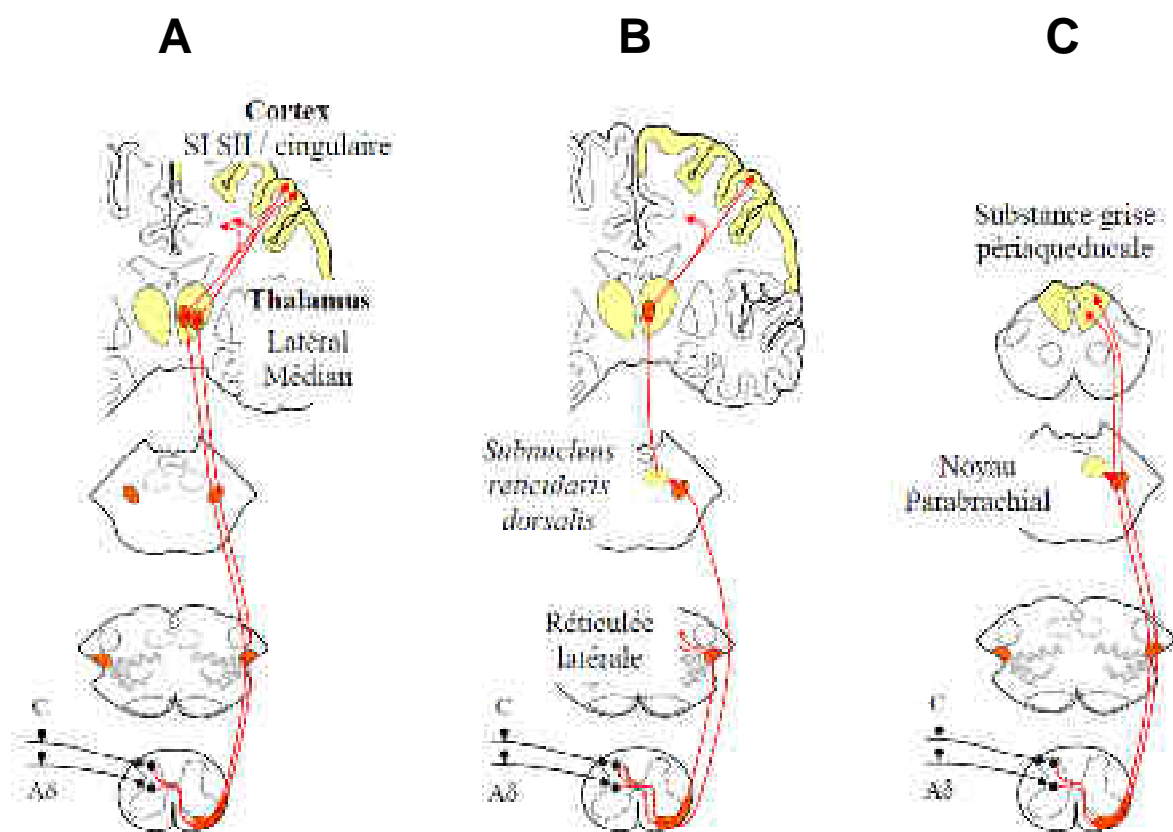 A
B
C
Cortex
SI SII / cingulaire
Thalamus
Latéral
Médian
C
Aδ
Subnucleus
reticularis
dorsalis
Réticulée
latérale
C
Aδ
Substance grise
périaqueducale
Noyau
Parabrachial
C
Aδ